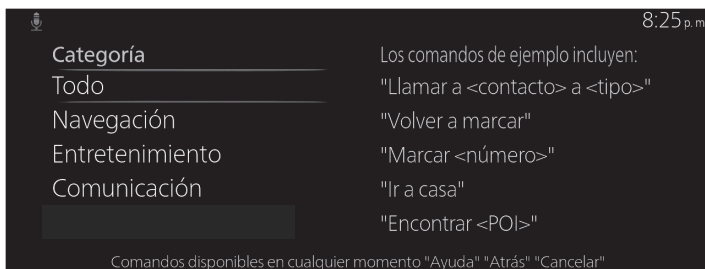 8:25 p. m
Categoría
Todo
Navegación
Entretenimiento
Comunicación
Los comandos de ejemplo incluyen:
"Llamar a <contacto> a <tipo>"
"Volver a marcar"
"Marcar <número>"
"Ir a casa"
"Encontrar <POI>"
Comandos disponibles en cualquier momento "Ayuda" "Atrás" "Cancelar"